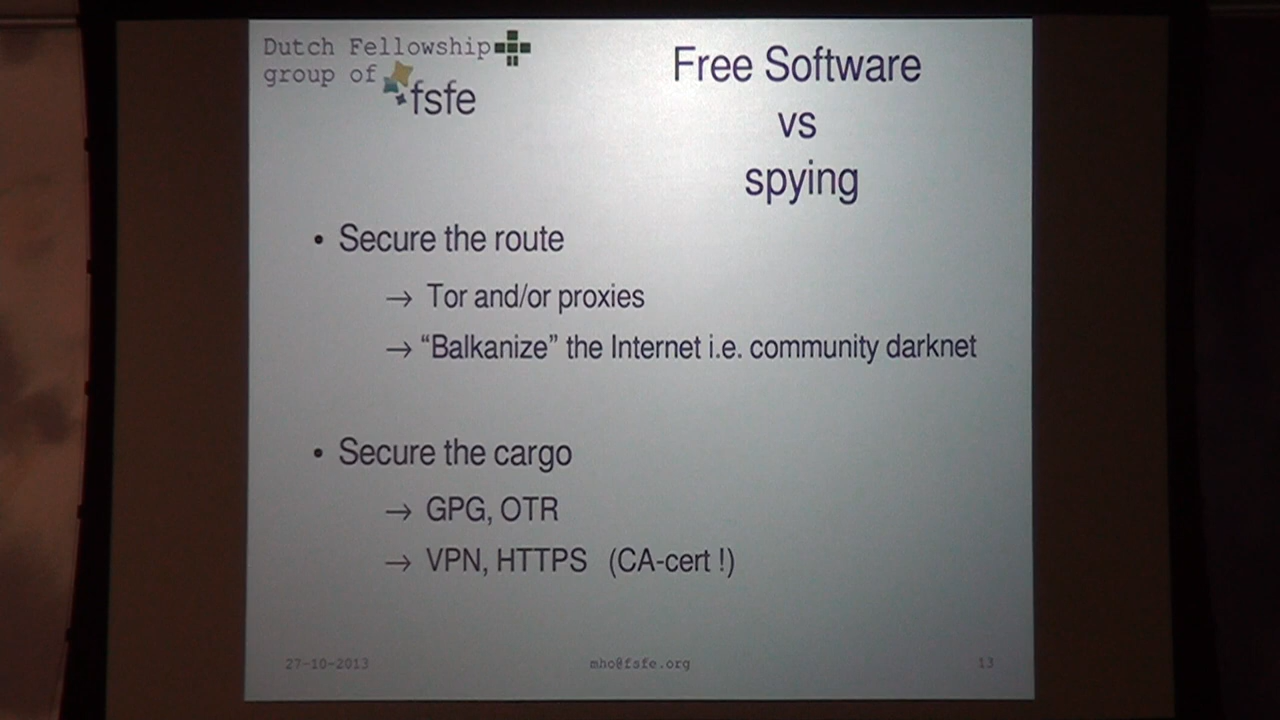 Dutch Fellowship
group of
fsfe
Free Software
vs
spying
• Secure the route
→ Tor and/or proxies
→ “Balkanize” the Internet i.e. community darknet
• Secure the cargo
→ GPG, OTR
→ VPN, HTTPS (CA-cert !)
27-10-2013 mho@fsfe.org 13